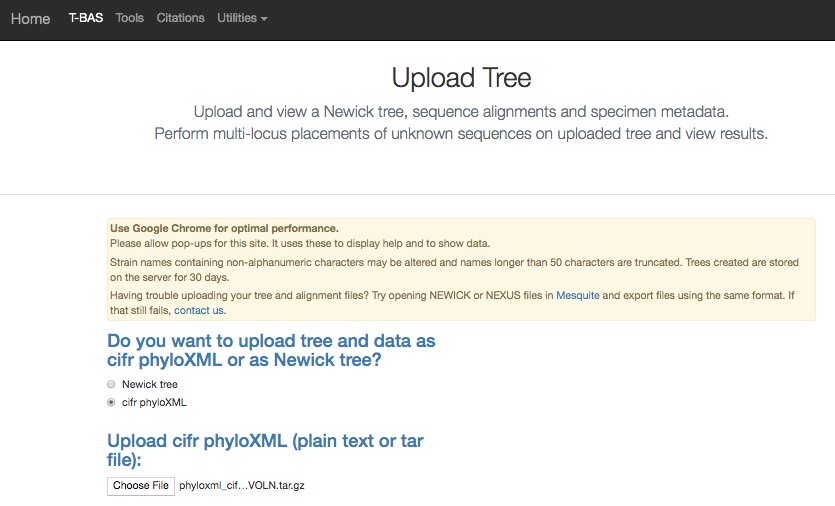 Home T-BAS Tools Citations Utilities
Upload Tree
Upload and view a Newick tree, sequence alignments and specimen metadata.
Perform multi-locus placements of unknown sequences on uploaded tree and view results.
Use Google Chrome for optimal performance.
Please allow pop-ups for this site. It uses these to display help and to show data.
Strain names containing non-alphanumeric characters may be altered and names longer than 50 characters are truncated. Trees created are stored
on the server for 30 days.
Having trouble uploading your tree and alignment files? Try opening NEWICK or NEXUS files in Mesquite and export files using the same format. If
that still fails, contact us.
Do you want to upload tree and data as
cifr phyloXML or as Newick tree?
Newick tree
cifr phyloXML
Upload cifr phyloXML (plain text or tar
file):
Choose File phyloxml_cif...VOLN.tar.gz